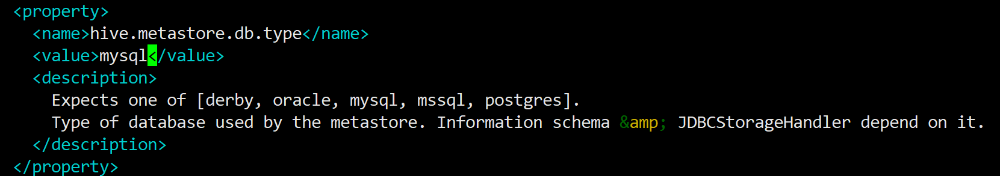 <property>
<name>hive.metastore.db.type</name>
<value>mysql</value>
<description>
Expects one of [derby, oracle, mysql, mssql, postgres].
Type of database used by the metastore. Information schema &amp; JDBCStorageHandler depend on it.
</description>
</property>